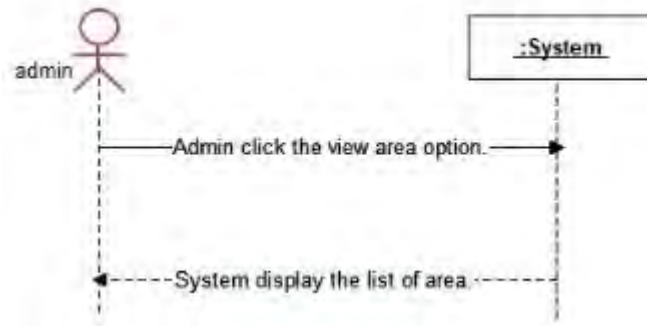 :System
admin
Admin click the view area option.
System display the list of area.